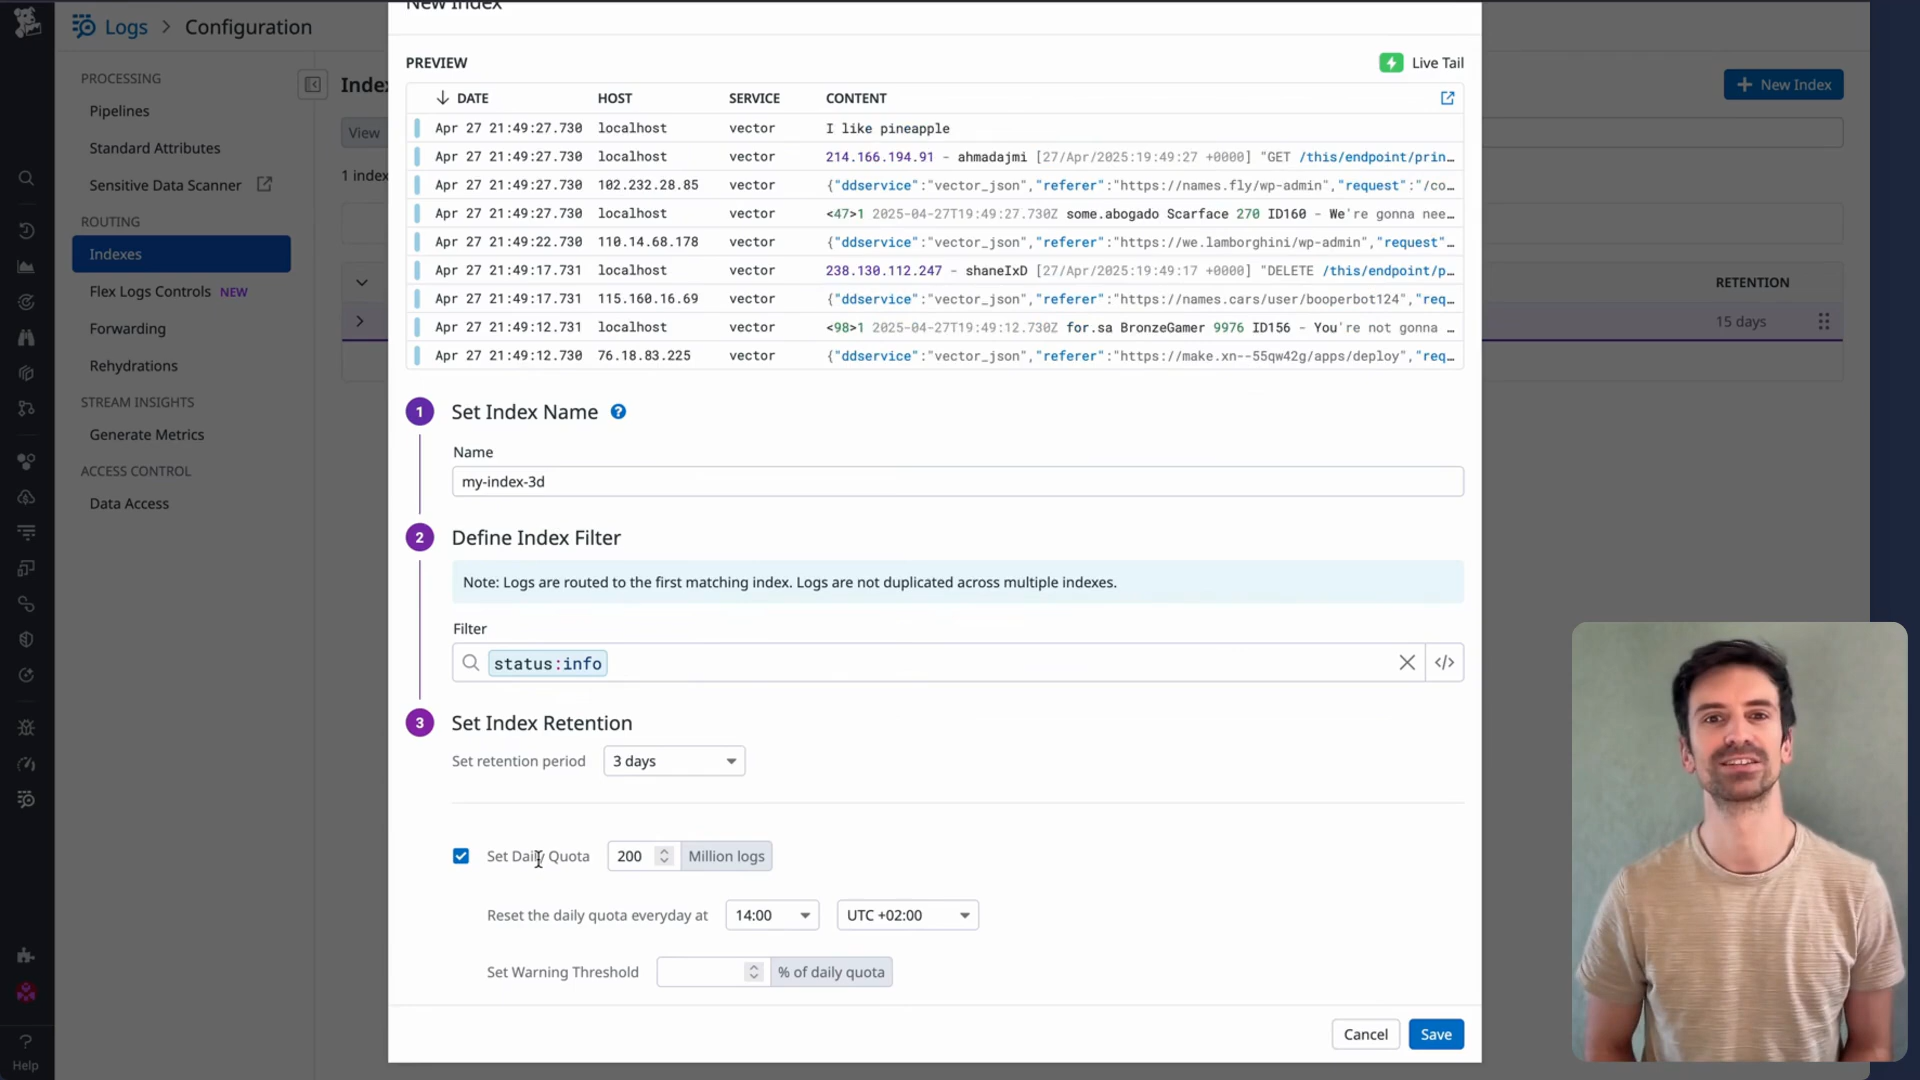 Logs > Configuration
New Index
PROCESSING
Pipelines
Standard Attributes
Sensitive Data Scanner
ROUTING
Indexes
Flex Logs Controls NEW
Forwarding
Rehydrations
STREAM INSIGHTS
Generate Metrics
ACCESS CONTROL
Data Access
Help
Index
View
1 index
New Index
RETENTION
15 days
PREVIEW
Live Tail
DATE HOST SERVICE CONTENT
Apr 27 21:49:27.730 localhost vector I like pineapple
Apr 27 21:49:27.730 localhost vector 214.166.194.91 - ahmadajmi [27/Apr/2025:19:49:27 +0000] "GET /this/endpoint/prin…
Apr 27 21:49:27.730 102.232.28.85 vector {"ddservice":"vector_json","referer":"https://names.fly/wp-admin","request":"/co…
Apr 27 21:49:27.730 localhost vector <47>1 2025-04-27T19:49:27.730Z some.abogado Scarface 270 ID160 - We're gonna nee…
Apr 27 21:49:22.730 110.14.68.178 vector {"ddservice":"vector_json","referer":"https://we.lamborghini/wp-admin","request"…
Apr 27 21:49:17.731 localhost vector 238.130.112.247 - shaneIxD [27/Apr/2025:19:49:17 +0000] "DELETE /this/endpoint/p…
Apr 27 21:49:17.731 115.160.16.69 vector {"ddservice":"vector_json","referer":"https://names.cars/user/booperbot124","req…
Apr 27 21:49:12.731 localhost vector <98>1 2025-04-27T19:49:12.730Z for.sa BronzeGamer 9976 ID156 - You're not gonna …
Apr 27 21:49:12.730 76.18.83.225 vector {"ddservice":"vector_json","referer":"https://make.xn--55qw42g/apps/deploy","req…
1 Set Index Name ?
Name
my-index-3d
2 Define Index Filter
Note: Logs are routed to the first matching index. Logs are not duplicated across multiple indexes.
Filter
status:info
</>
3 Set Index Retention
Set retention period 3 days
Set Daily Quota 200 Million logs
Reset the daily quota everyday at 14:00 UTC +02:00
Set Warning Threshold % of daily quota
Cancel Save